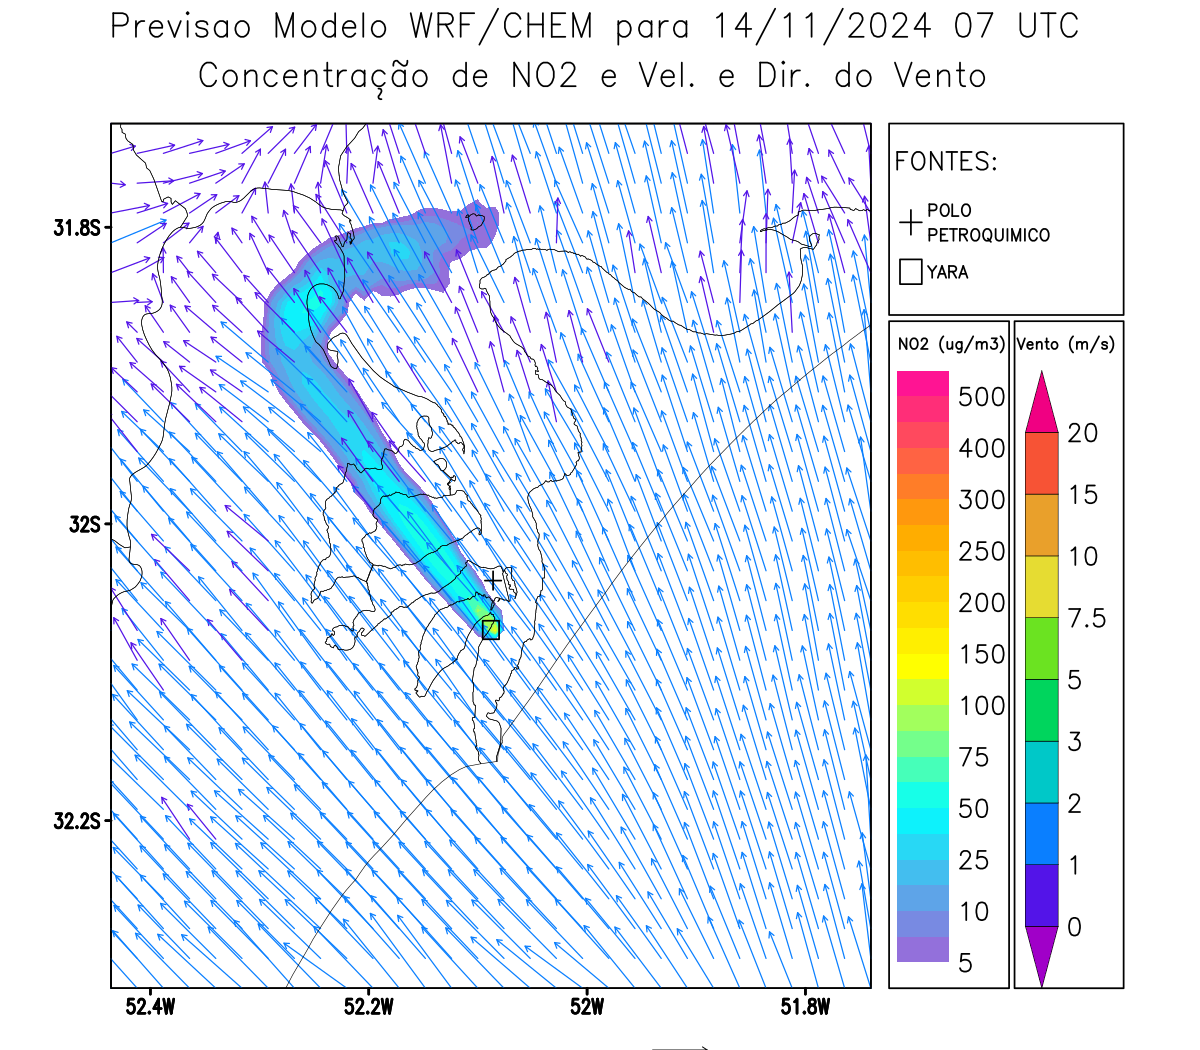 Previsao Modelo WRF/CHEM para 14/11/2024 07 UTC
Concentração de NO2 e Vel. e Dir. do Vento
FONTES:
POLO
PETROQUIMICO
YARA
NO2 (ug/m3)
500
400
300
250
200
150
100
75
50
25
10
5
Vento (m/s)
20
15
10
7.5
5
3
2
1
0
31.8S
32S
32.2S
52.4W
52.2W
52W
51.8W